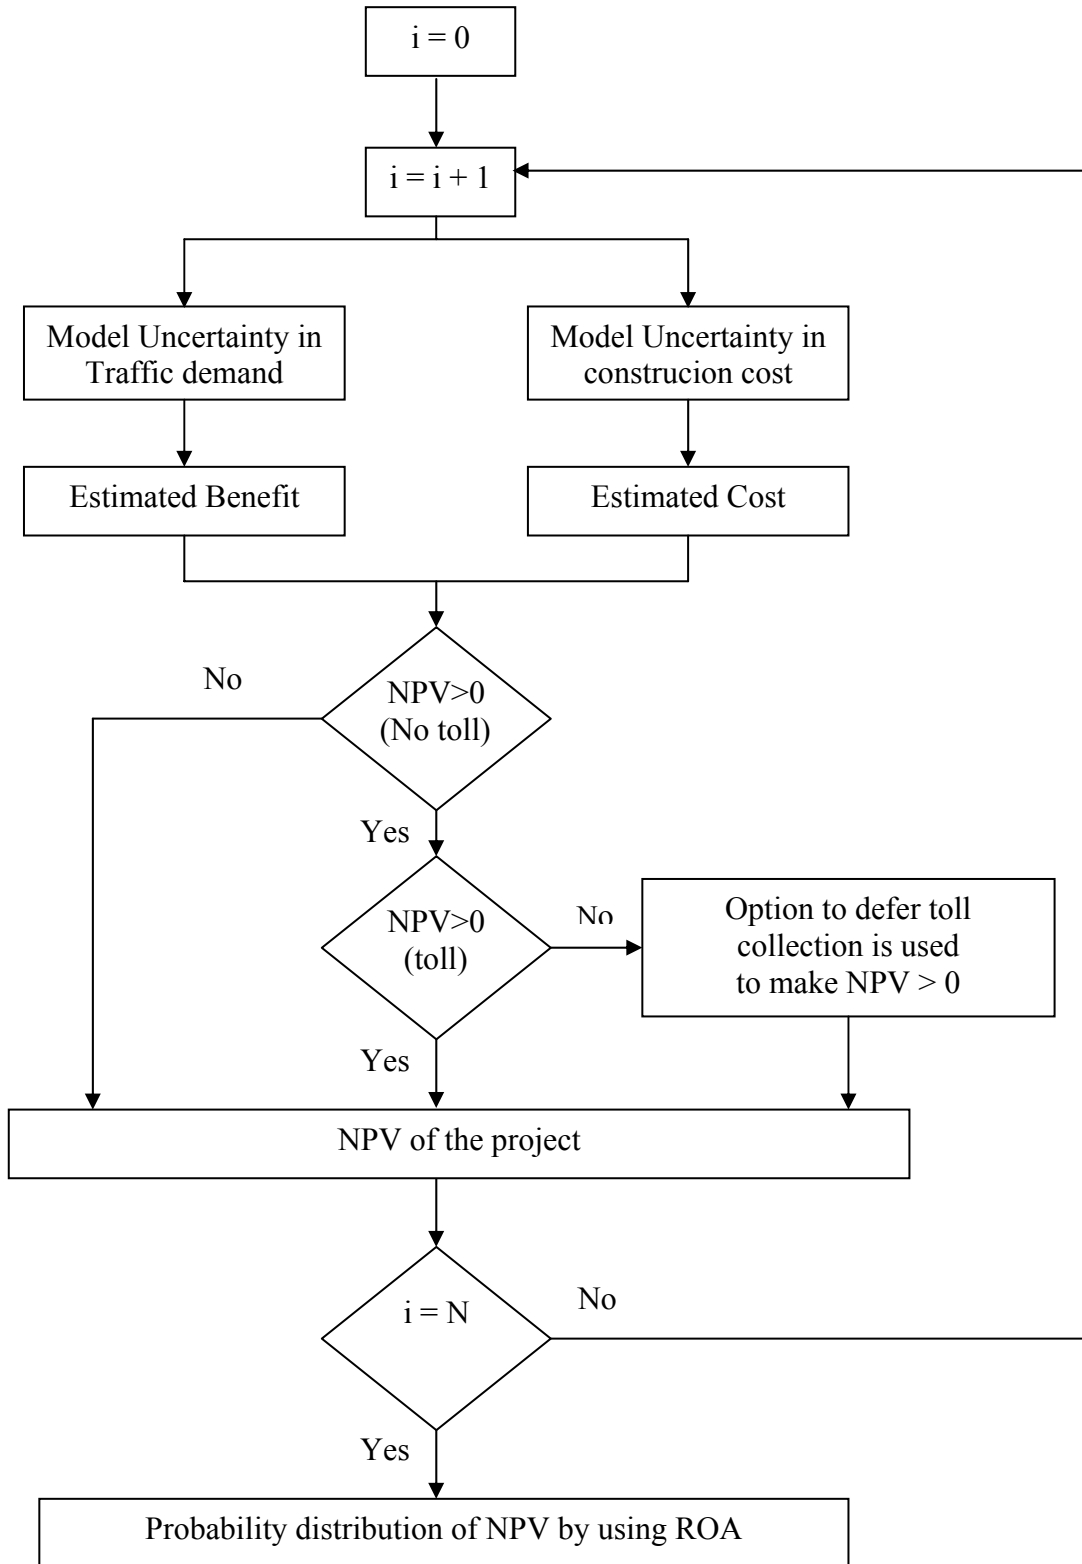 i = 0
i = i + 1
Model Uncertainty in
Traffic demand
Model Uncertainty in
construcion cost
Estimated Benefit
Estimated Cost
No
NPV>0
(No toll)
Yes
NPV>0
(toll)
No
Option to defer toll
collection is used
to make NPV > 0
Yes
NPV of the project
i = N
No
Yes
Probability distribution of NPV by using ROA